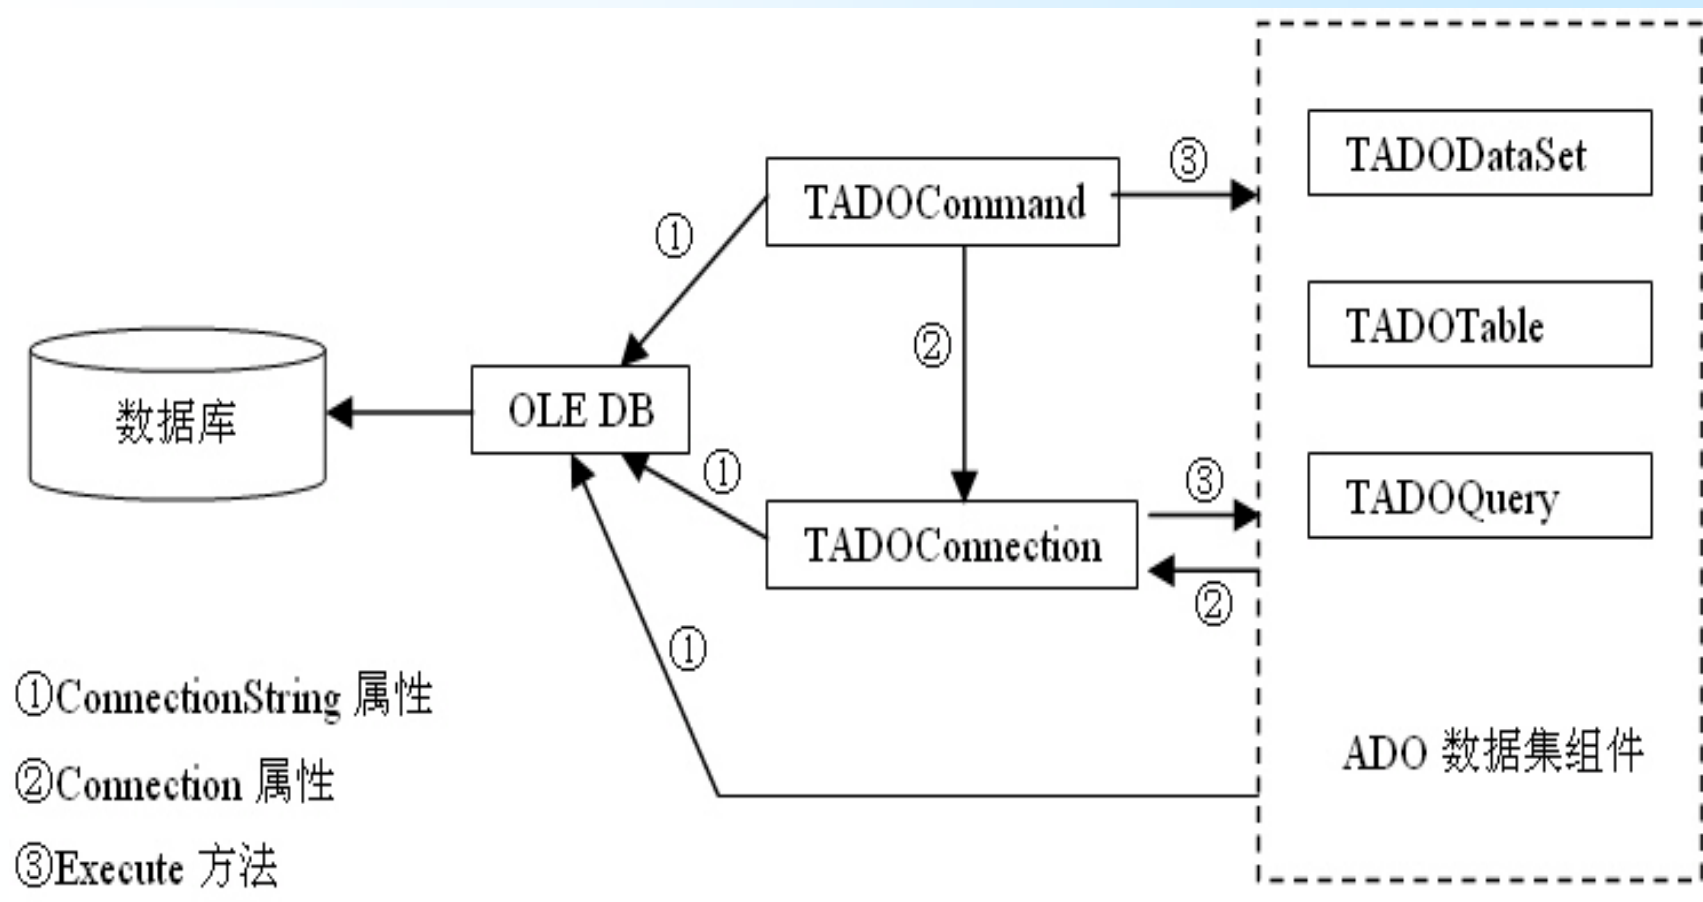 ③
TADODataSet
TADOCommand
①
TADOTable
②
数据库
OLE DB
①
③
TADOQuery
TADOConnection
②
①
①ConnectionString 属性
ADO 数据集组件
②Connection 属性
③Execute 方法